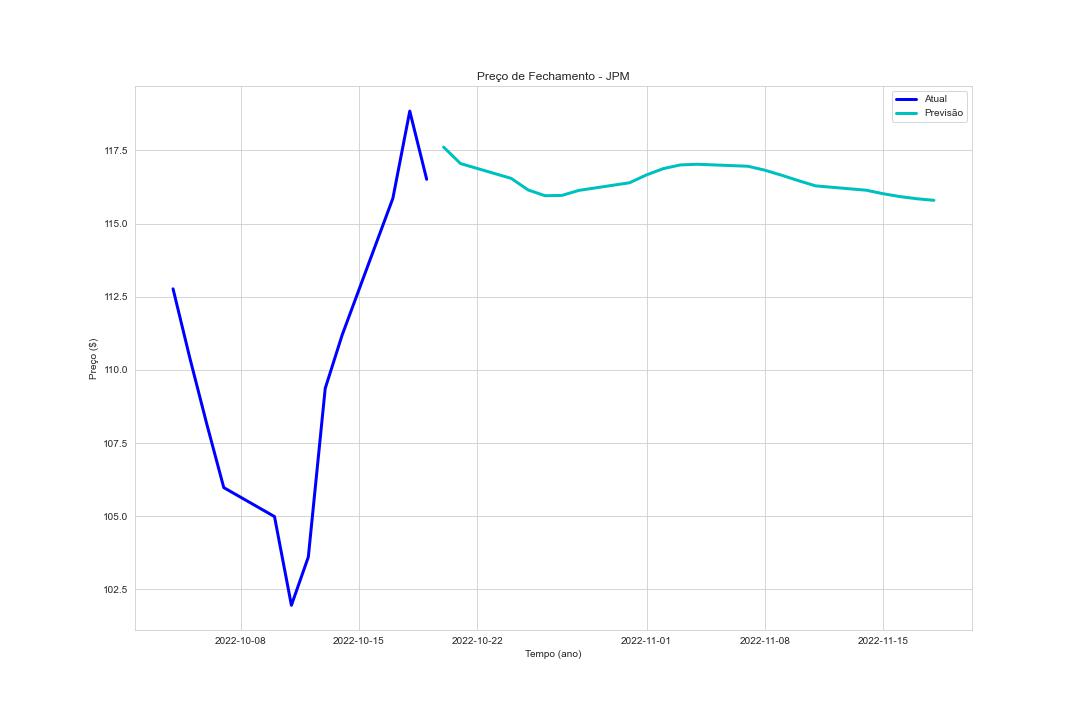 Preço de Fechamento - JPM
Atual
Previsão
117.5
115.0
112.5
110.0
107.5
105.0
102.5
Preço ($)
2022-10-08
2022-10-15
2022-10-22
2022-11-01
2022-11-08
2022-11-15
Tempo (ano)